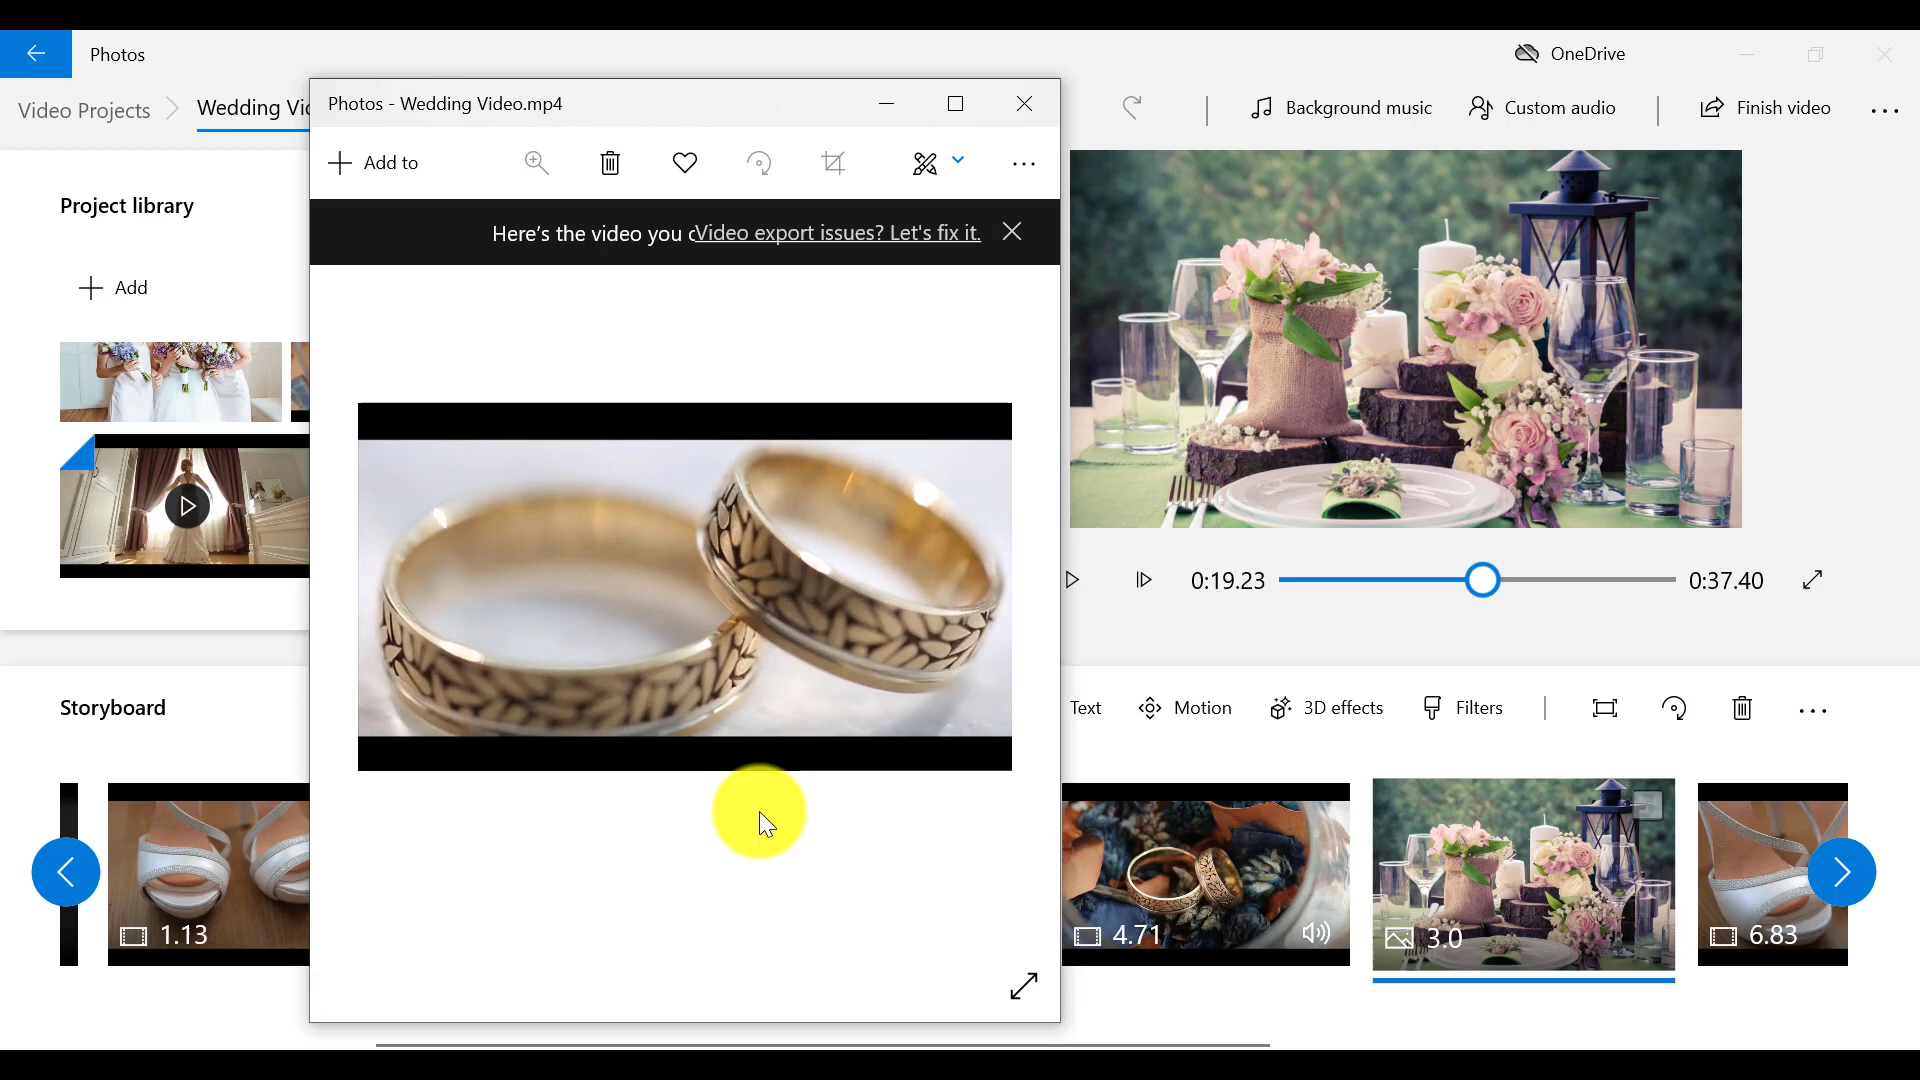 Photos
OneDrive
Video Projects
Wedding Vi
Photos - Wedding Video.mp4
Background music
Custom audio
Finish video
Add to
Project library
Here's the video you
Video export issues? Let's fix it.
Add
0:19.23
0:37.40
Storyboard
Text
Motion
3D effects
Filters
1.13
4.71
3.0
6.83